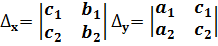 Δx= |c₁ b₁| Δy= |a₁ c₁|
|c₂ b₂| |a₂ c₂|